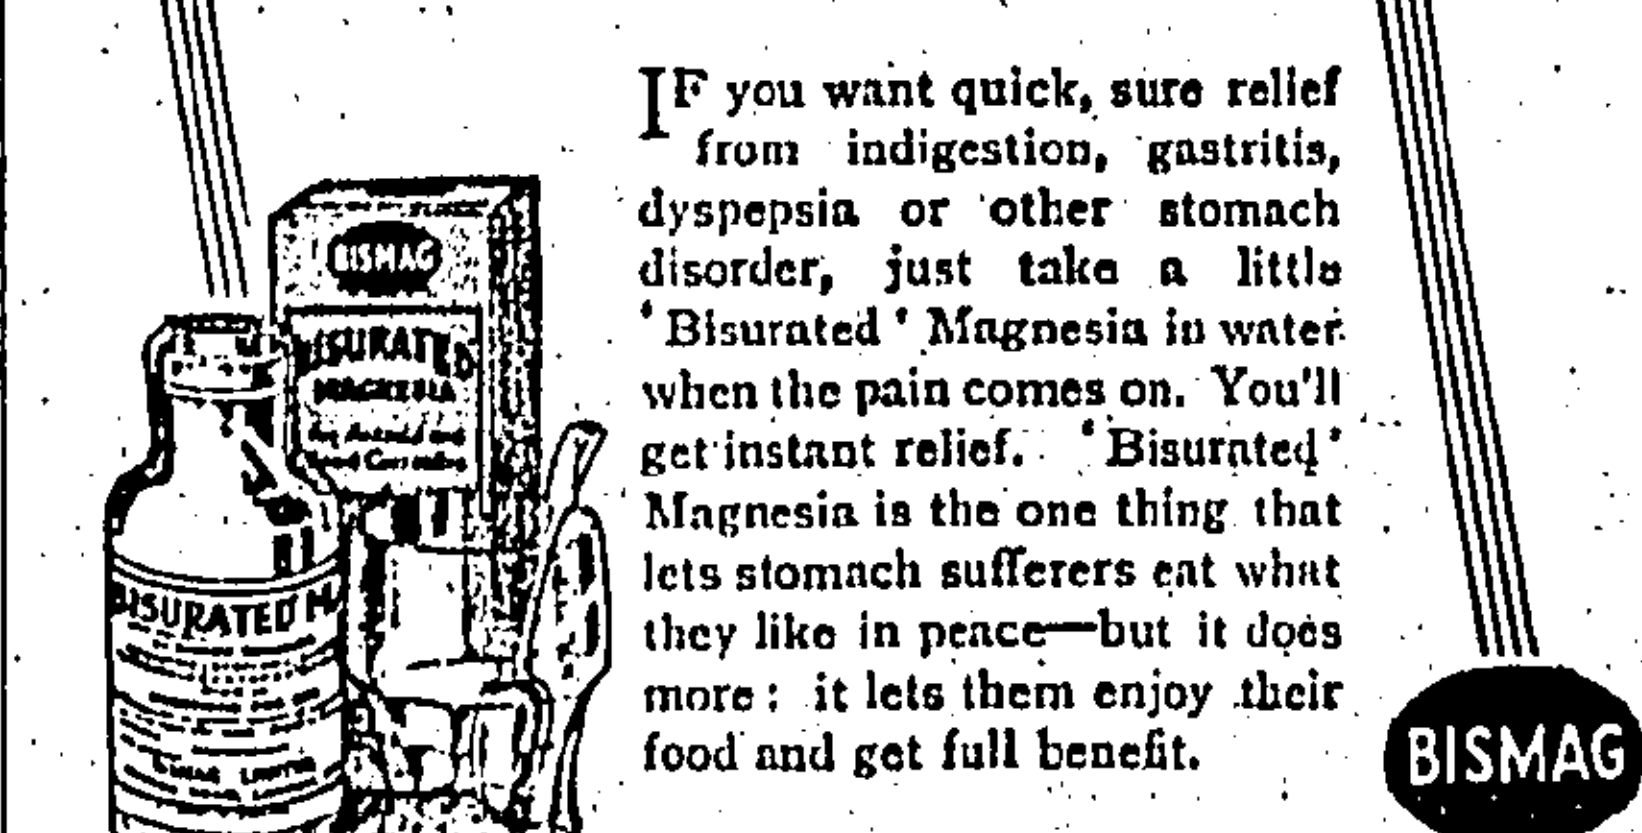 IF you want quick, sure relief
from indigestion, gastritis,
dyspepsia or other stomach
disorder, just take a little
'Bisurated' Magnesia in water
when the pain comes on. You'll
get instant relief. 'Bisurated'
Magnesia is the one thing that
lets stomach sufferers eat what
they like in peace—but it does
more: it lets them enjoy their
food and get full benefit.
BISMAG
ISURATED
MAGNESIA
BISURATED MA
BISMAG